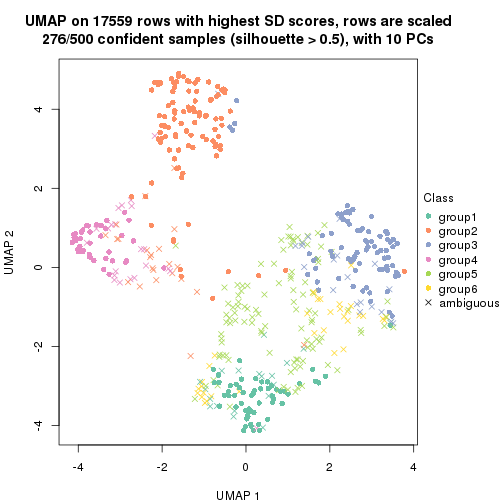 UMAP on 17559 rows with highest SD scores, rows are scaled
276/500 confident samples (silhouette > 0.5), with 10 PCs
4
2
0
-2
-4
UMAP 2
-4
-2
0
2
4
UMAP 1
Class
group1
group2
group3
group4
group5
group6
ambiguous